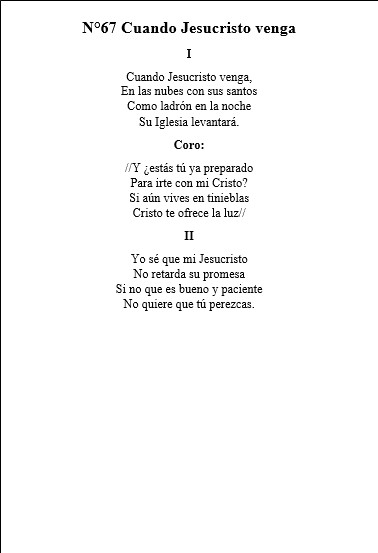 N°67 Cuando Jesucristo venga
I
Cuando Jesucristo venga,
En las nubes con sus santos
Como ladrón en la noche
Su Iglesia levantará.
Coro:
//Y ¿estás tú ya preparado
Para irte con mi Cristo?
Si aún vives en tinieblas
Cristo te ofrece la luz//
II
Yo sé que mi Jesucristo
No retarda su promesa
Si no que es bueno y paciente
No quiere que tú perezcas.